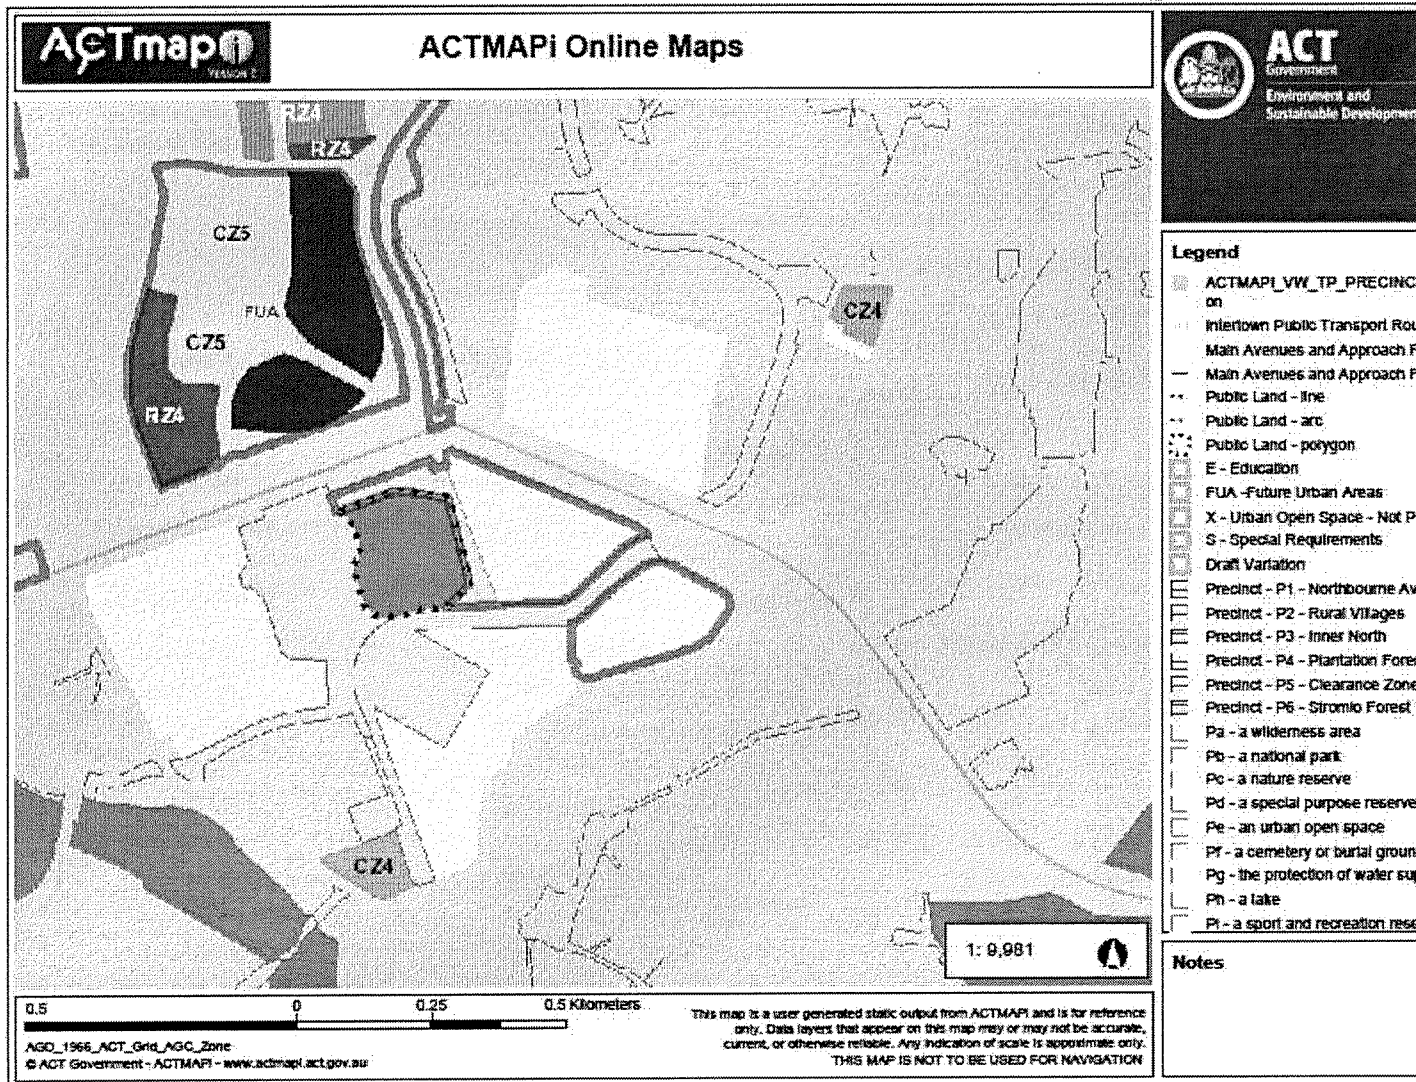 ACTmapi
VERSION 2
ACTMAPi Online Maps
ACT
Government
Environment and
Sustainable Development
RZ4
RZ4
CZ5
FUA
CZ5
RZ4
CZ4
CZ4
1: 9,981
Legend
ACTMAPI_VW_TP_PRECINC
on
Intertown Public Transport Rou
Main Avenues and Approach R
Main Avenues and Approach R
Public Land - line
Public Land - arc
Public Land - polygon
E - Education
FUA -Future Urban Areas
X - Urban Open Space - Not P
S - Special Requirements
Draft Variation
Precinct - P1 - Northbourne Av
Precinct - P2 - Rural Villages
Precinct - P3 - Inner North
Precinct - P4 - Plantation Fores
Precinct - P5 - Clearance Zone
Precinct - P6 - Stromlo Forest
Pa - a wilderness area
Pb - a national park
Pc - a nature reserve
Pd - a special purpose reserve
Pe - an urban open space
Pf - a cemetery or burial groun
Pg - the protection of water sup
Ph - a lake
Pi - a sport and recreation rese
Notes
0.5 0 0.25 0.5 Kilometers
AGD_1966_ACT_Grid_AGC_Zone
© ACT Government - ACTMAPi - www.actmapi.act.gov.au
This map is a user generated static output from ACTMAPi and is for reference
only. Data layers that appear on this map may or may not be accurate,
current, or otherwise reliable. Any indication of scale is approximate only.
THIS MAP IS NOT TO BE USED FOR NAVIGATION